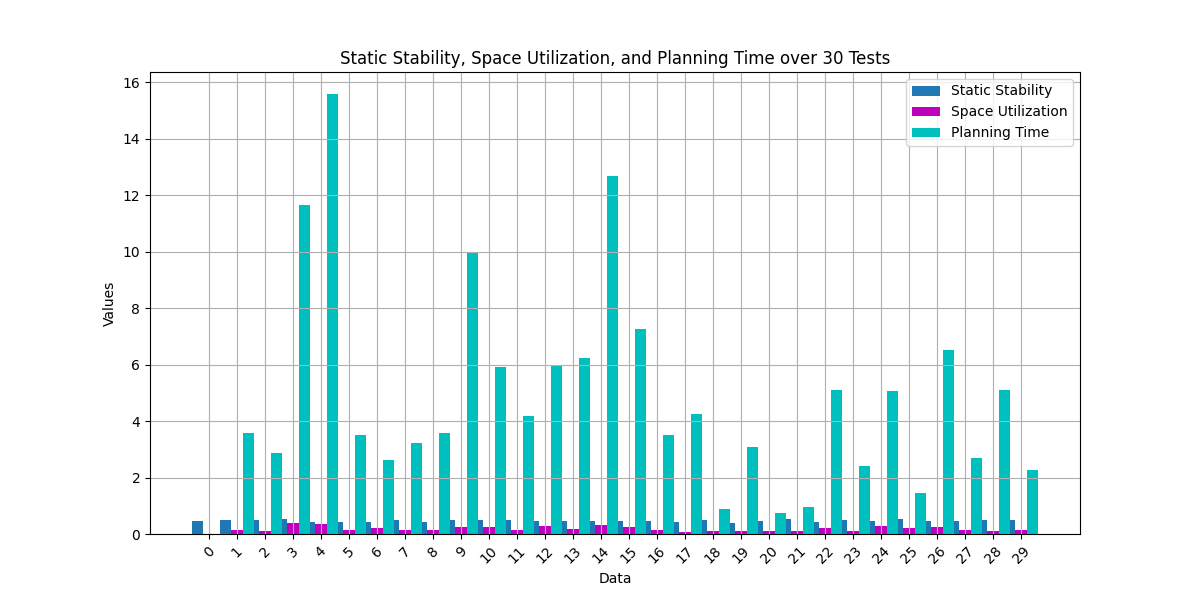 Static Stability, Space Utilization, and Planning Time over 30 Tests
Static Stability
Space Utilization
Planning Time
16
14
12
10
8
6
4
2
0
Values
0 1 2 3 4 5 6 7 8 9 10 11 12 13 14 15 16 17 18 19 20 21 22 23 24 25 26 27 28 29
Data